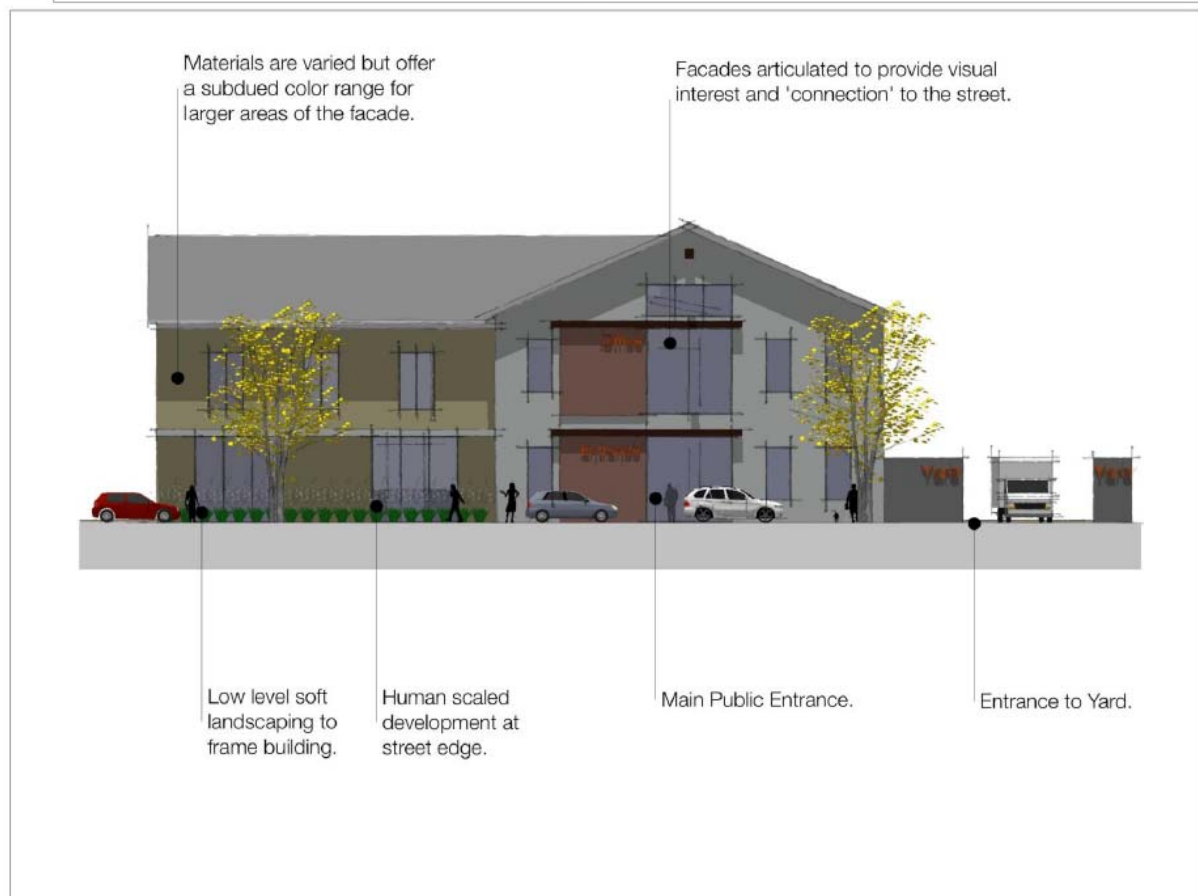 Materials are varied but offer
a subdued color range for
larger areas of the facade.
Facades articulated to provide visual
interest and 'connection' to the street.
Low level soft
landscaping to
frame building.
Human scaled
development at
street edge.
Main Public Entrance.
Entrance to Yard.